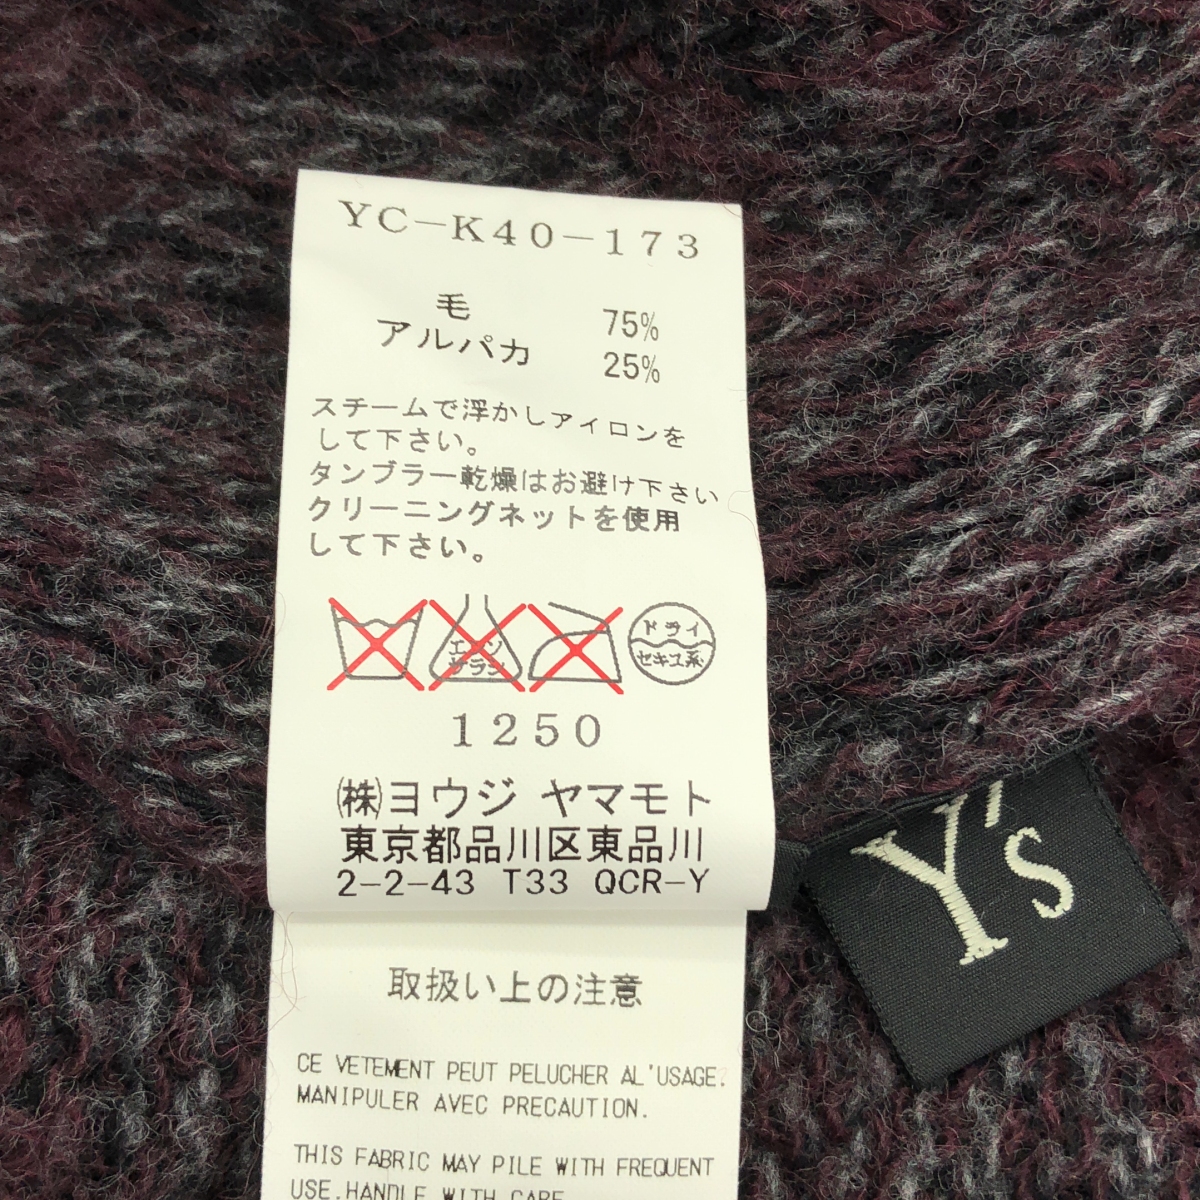 YC-K40-173
毛 75%
アルパカ 25%
スチームで浮かしアイロンを
して下さい。
タンブラー乾燥はお避け下さい
クリーニングネットを使用
して下さい。
エンソ
サラシ
ドライ
セキユ系
1250
㈱ヨウジ ヤマモト
東京都品川区東品川
2-2-43 T33 QCR-Y
Y's
取扱い上の注意
CE VETEMENT PEUT PELUCHER AL'USAGE.
MANIPULER AVEC PRECAUTION.
THIS FABRIC MAY PILE WITH FREQUENT
USE.HANDLE WITH CARE.